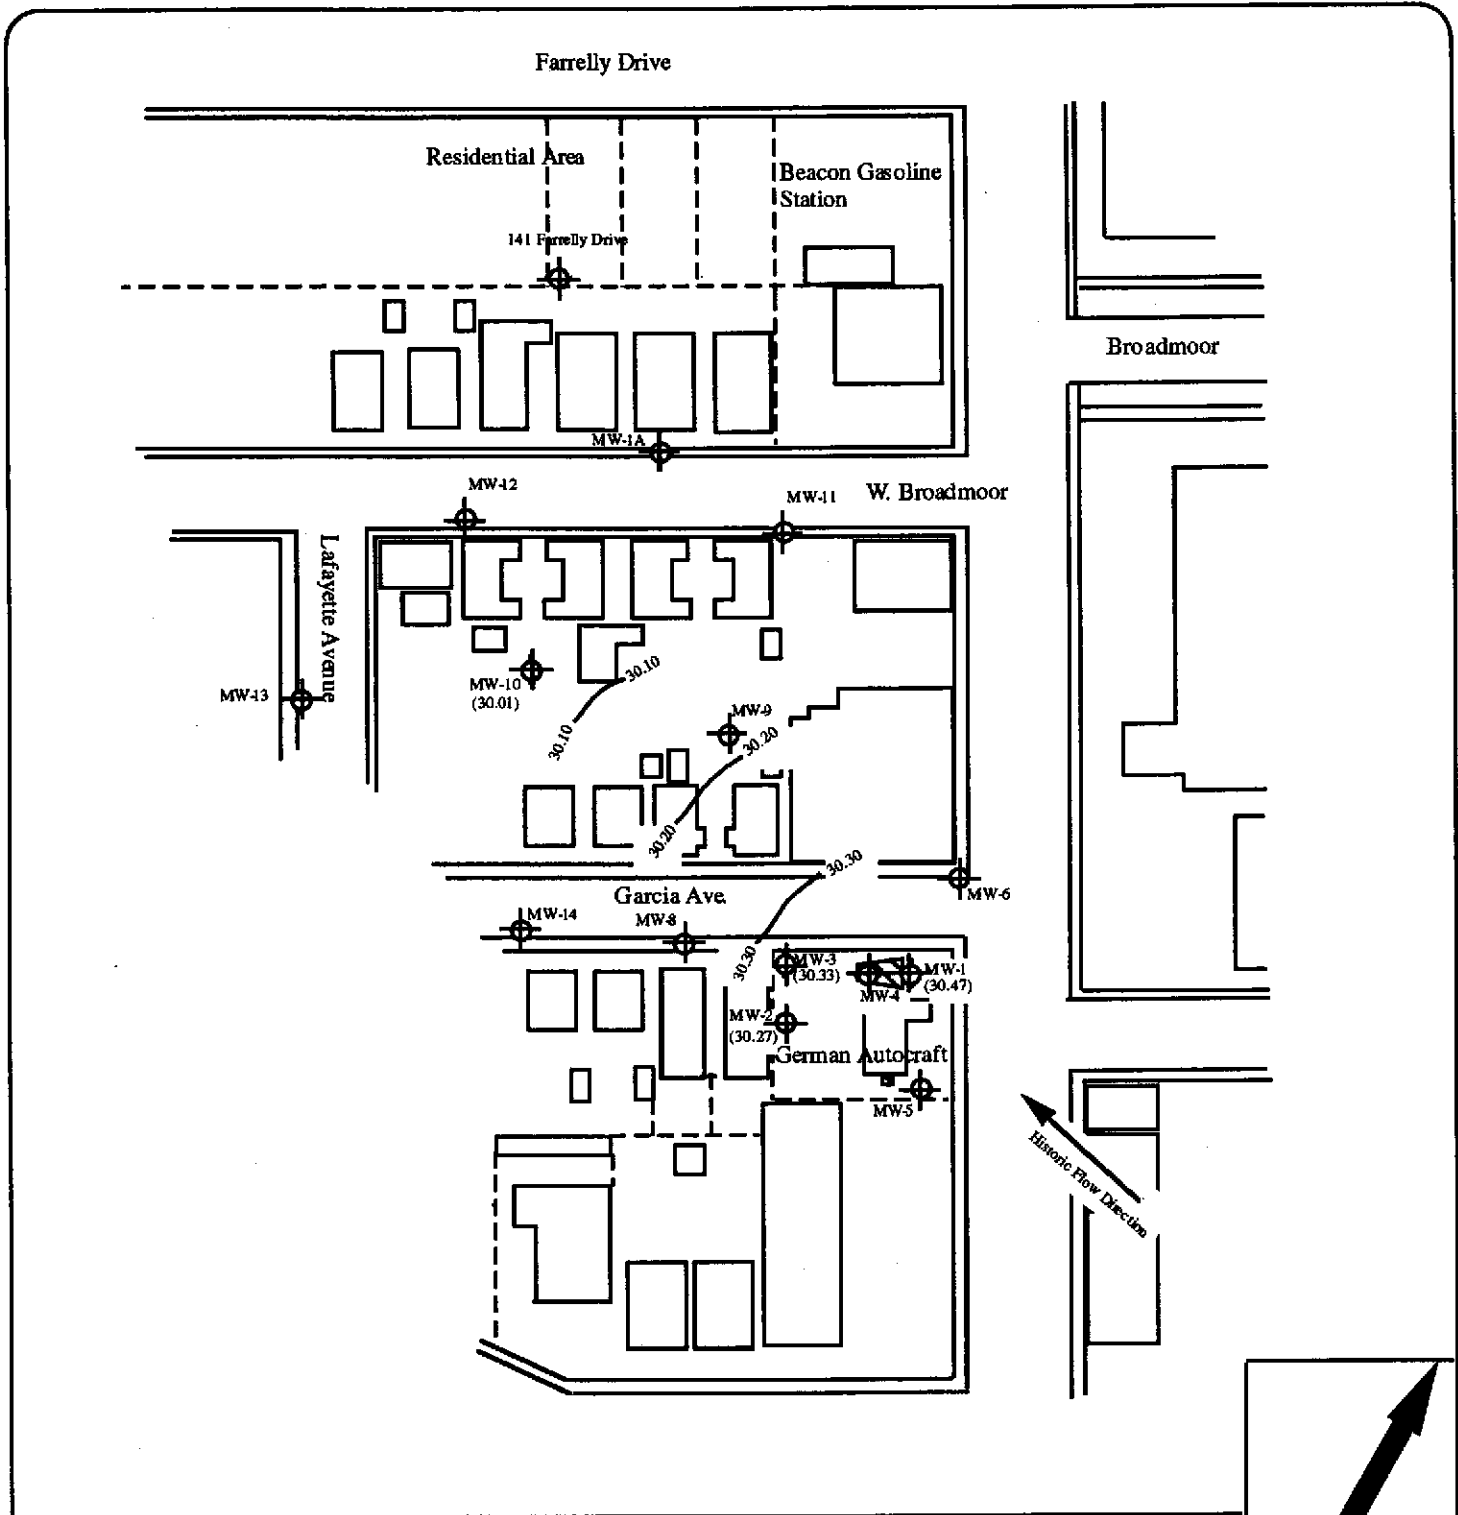 Farrelly Drive
Residential Area
Beacon Gasoline
Station
141 Farrelly Drive
Broadmoor
MW-1A
MW-12
MW-11
W. Broadmoor
Lafayette Avenue
MW-13
MW-10
(30.01)
30.10
30.10
MW-9
30.20
30.20
30.30
Garcia Ave.
MW-6
MW-14
MW-8
30.30
MW-3
(30.33)
MW-4
MW-1
(30.47)
MW-2
(30.27)
German Autocraft
MW-5
Historic Flow Direction